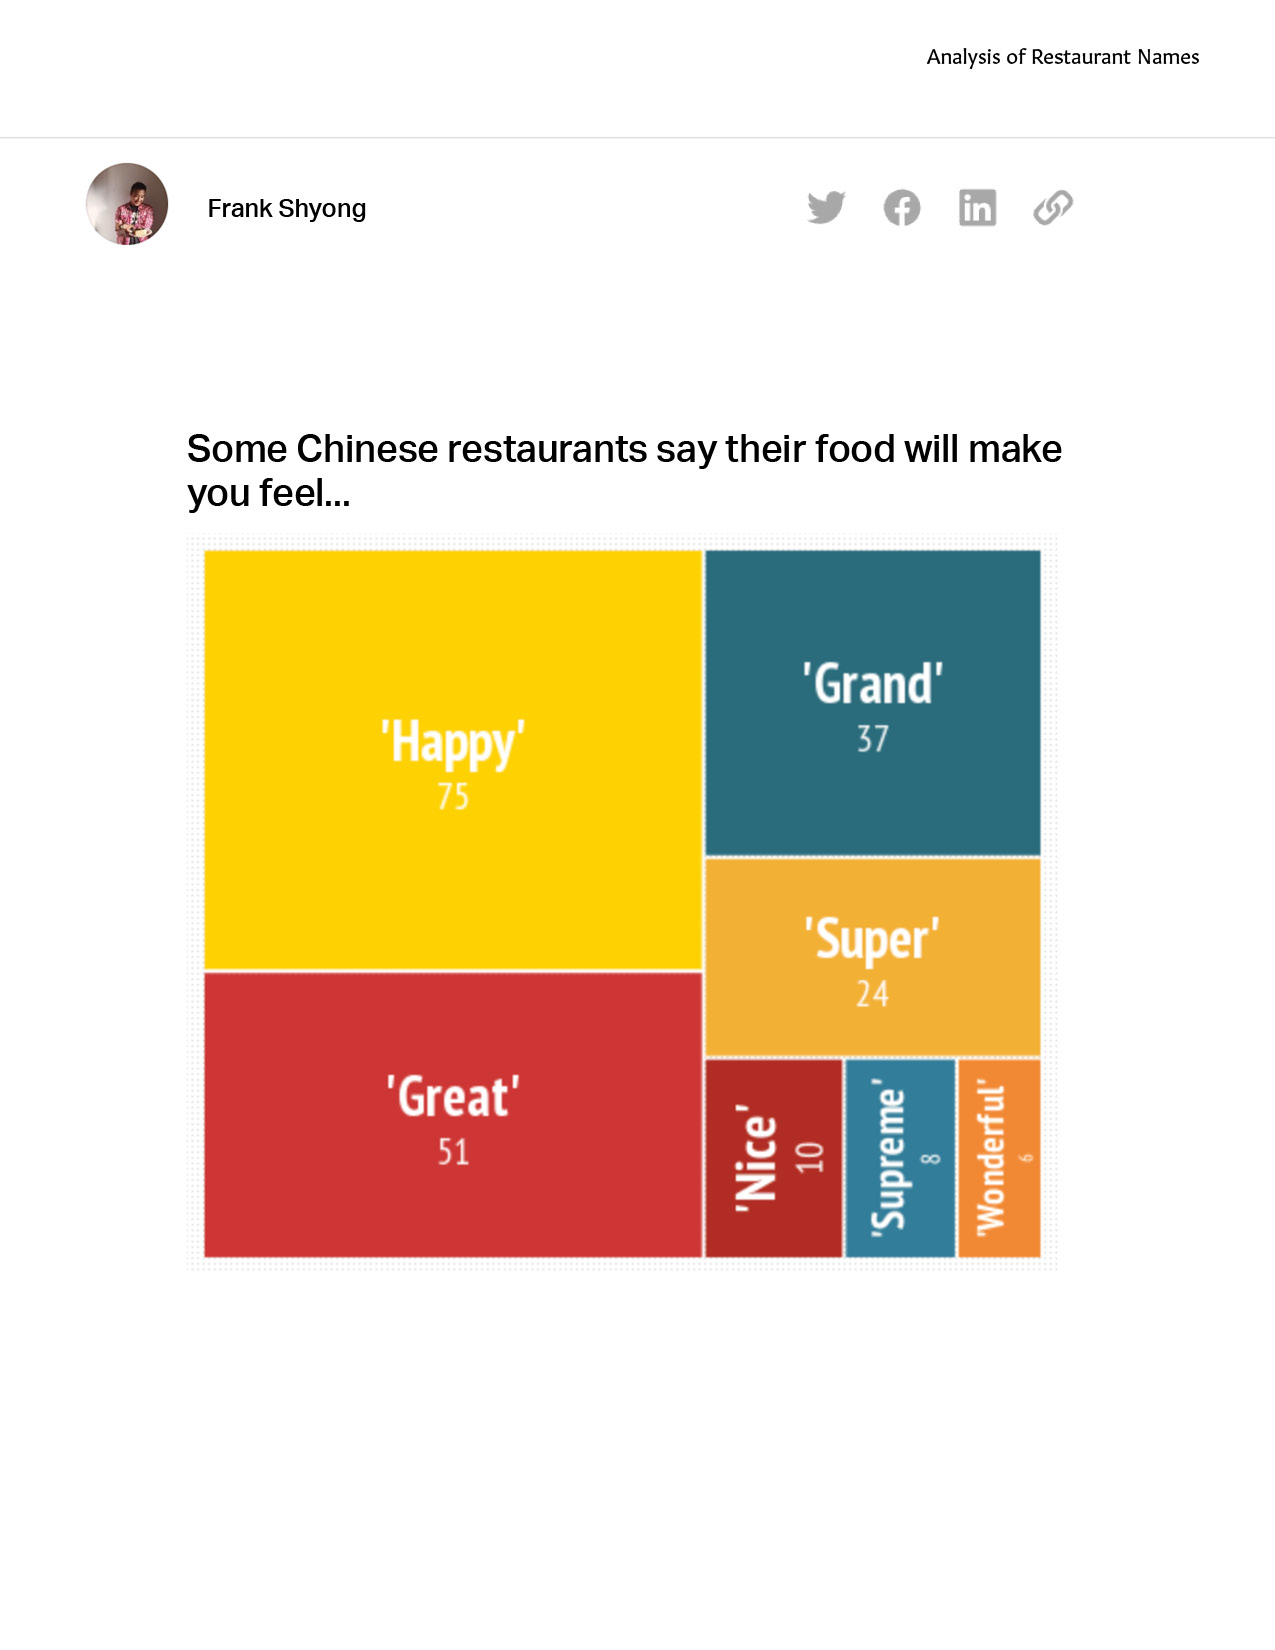 Analysis of Restaurant Names
Frank Shyong
Some Chinese restaurants say their food will make
you feel...
'Happy'
75
'Great'
51
'Grand'
37
'Super'
24
'Nice'
10
'Supreme'
8
'Wonderful'
6